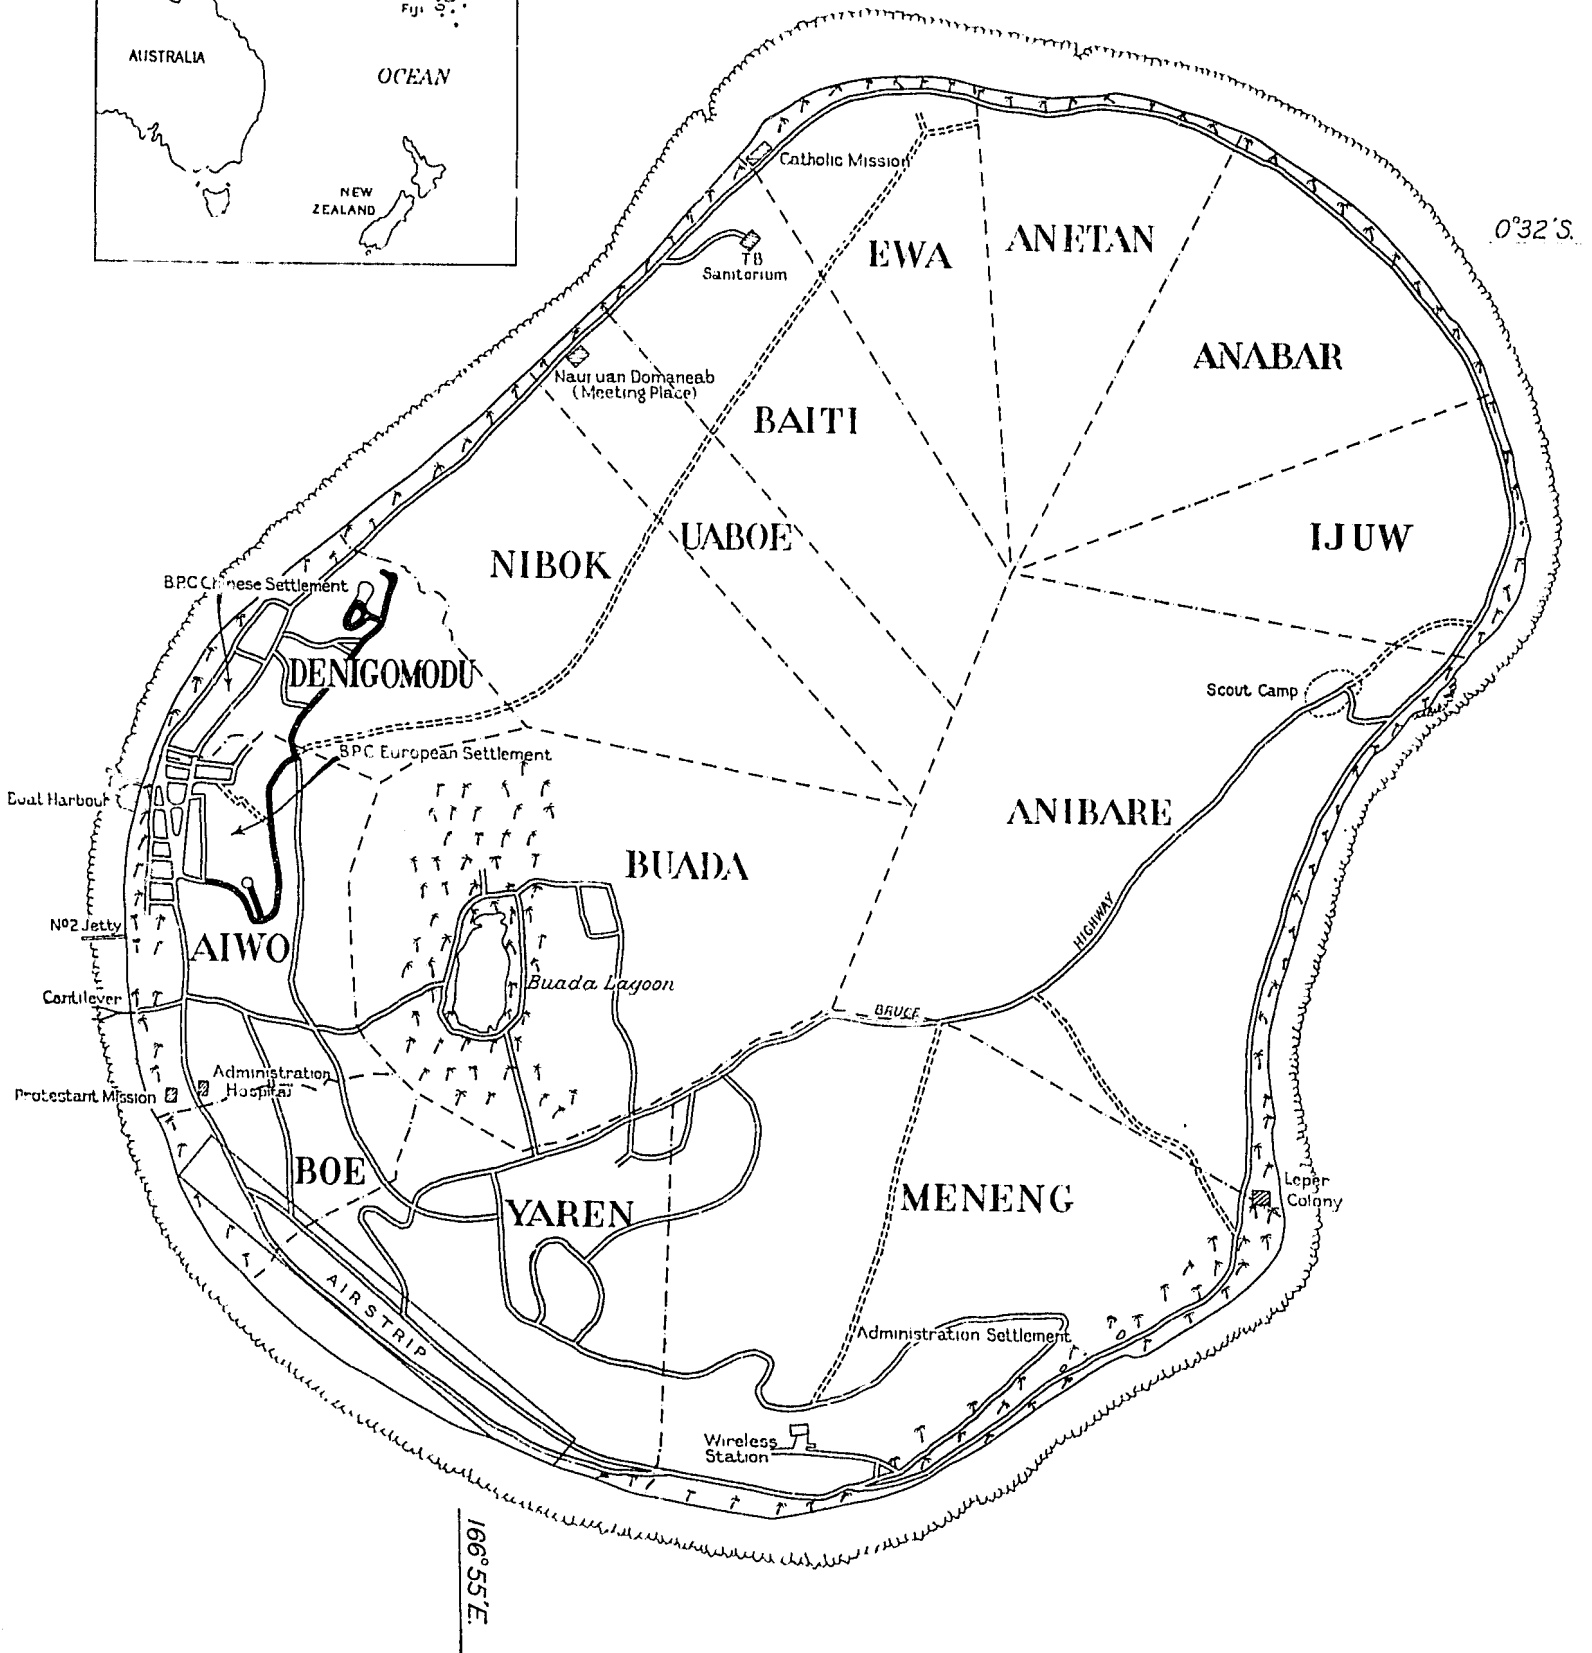 Fiji
AUSTRALIA
OCEAN
NEW
ZEALAND
Catholic Mission
0°32'S.
ANETAN
EWA
TB
Sanitorium
ANABAR
Nauruan Domaneab
(Meeting Place)
BAITI
UABOE
IJUW
NIBOK
B.P.C Chinese Settlement
DENIGOMODU
Scout Camp
B.P.C European Settlement
Boat Harbour
ANIBARE
BUADA
HIGHWAY
No2 Jetty
AIWO
Buada Lagoon
Cantilever
BRUCE
Administration
Hospital
Protestant Mission
BOE
YAREN
MENENG
Leper
Colony
AIRSTRIP
Administration Settlement
Wireless
Station
166°55'E.